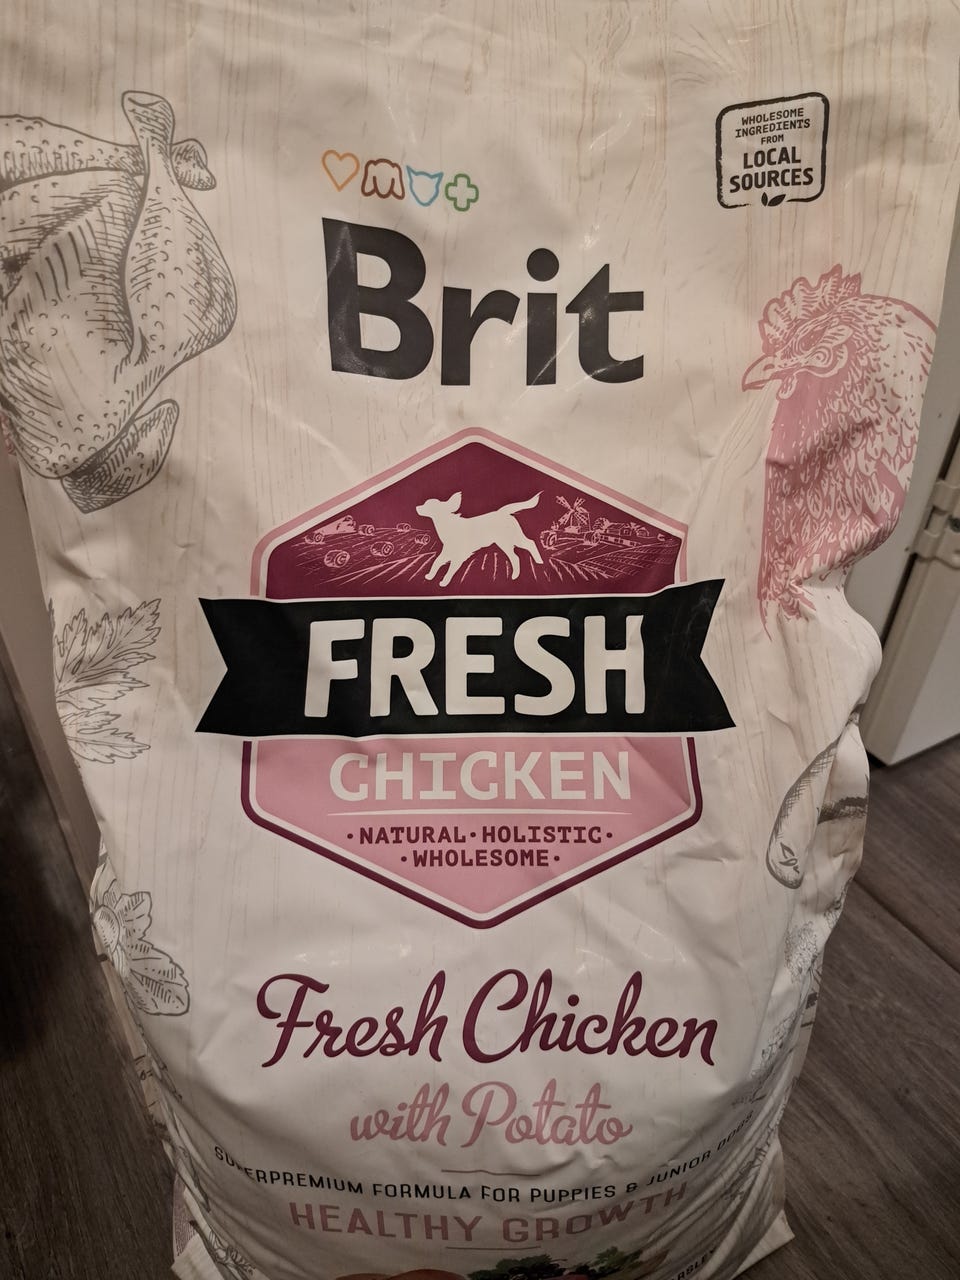 WHOLESOME
INGREDIENTS
FROM
LOCAL
SOURCES
Brit
FRESH
CHICKEN
·NATURAL·HOLISTIC·
·WHOLESOME·
Fresh Chicken
with Potato
SUPERPREMIUM FORMULA FOR PUPPIES & JUNIOR DOGS
HEALTHY GROWTH